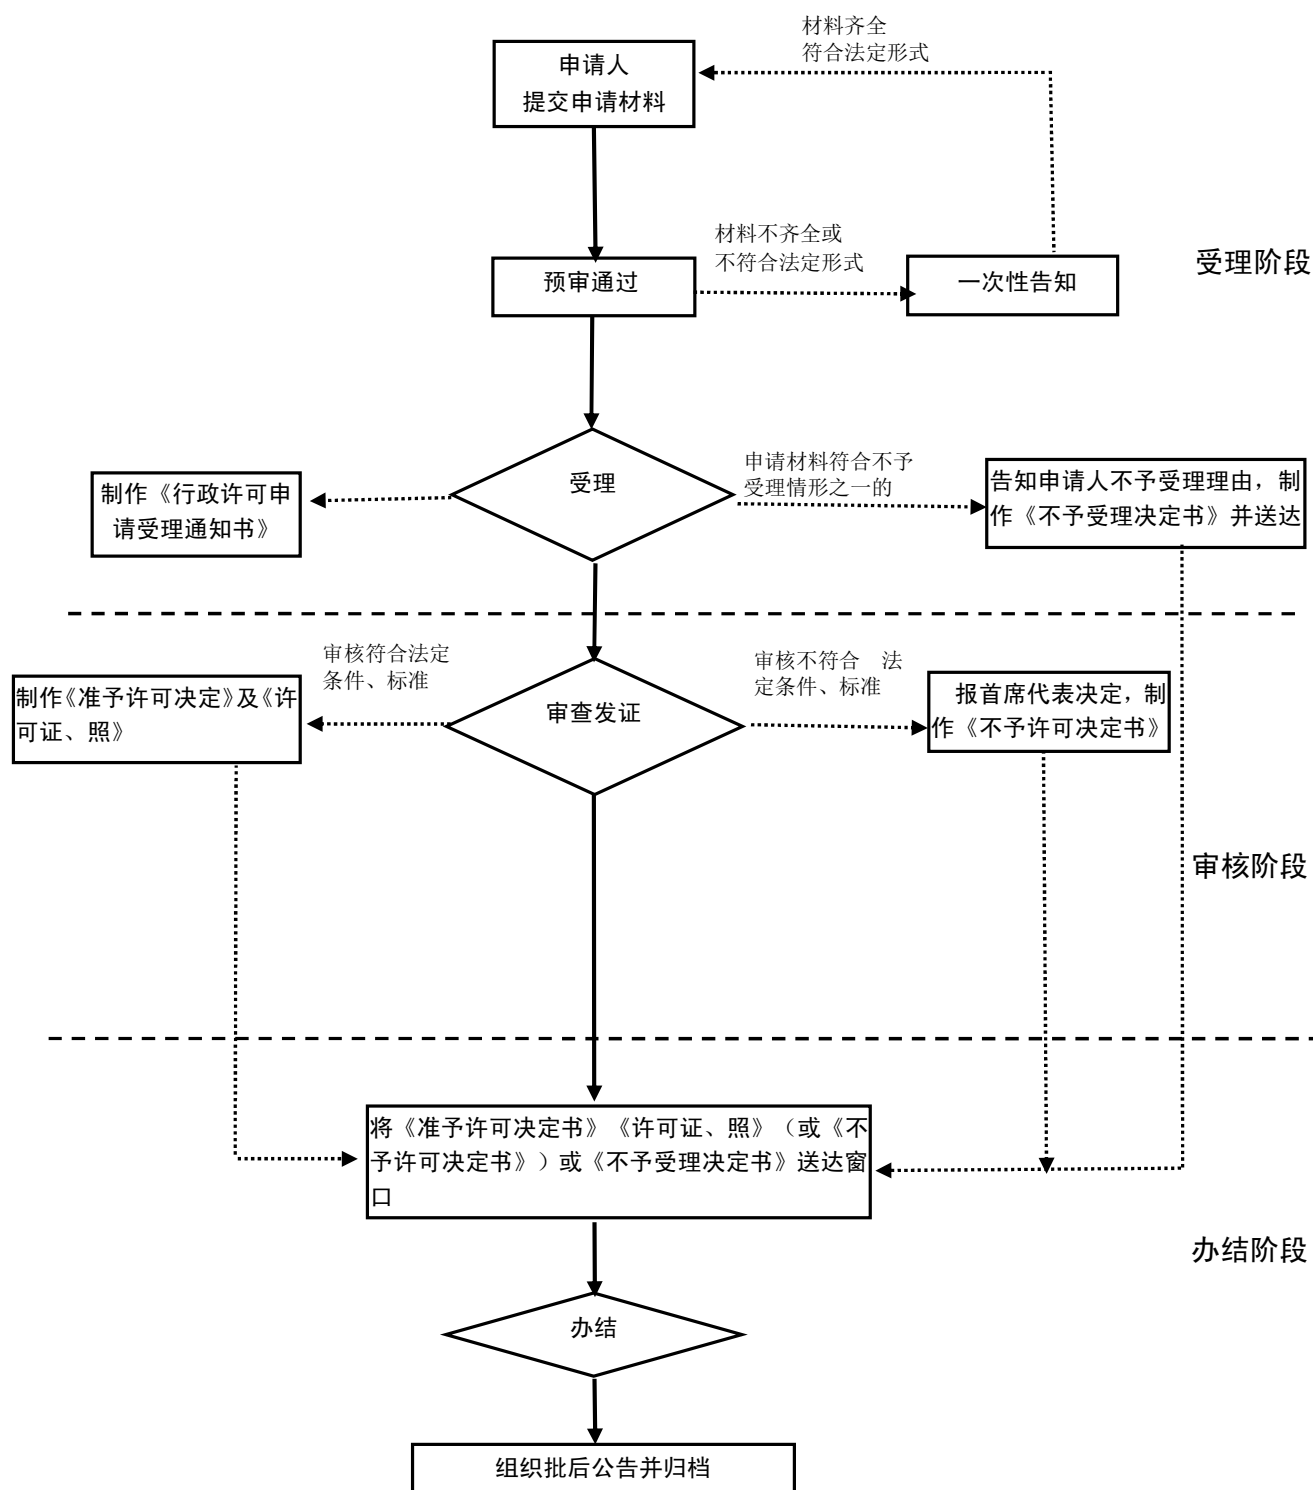 材料齐全
符合法定形式
申请人
提交申请材料
材料不齐全或
不符合法定形式
预审通过
一次性告知
受理阶段
受理
申请材料符合不予
受理情形之一的
制作《行政许可申
请受理通知书》
告知申请人不予受理理由，制
作《不予受理决定书》并送达
审核符合法定
条件、标准
审核不符合 法
定条件、标准
制作《准予许可决定》及《许
可证、照》
审查发证
报首席代表决定，制
作《不予许可决定书》
审核阶段
将《准予许可决定书》《许可证、照》（或《不
予许可决定书》）或《不予受理决定书》送达窗
口
办结阶段
办结
组织批后公告并归档